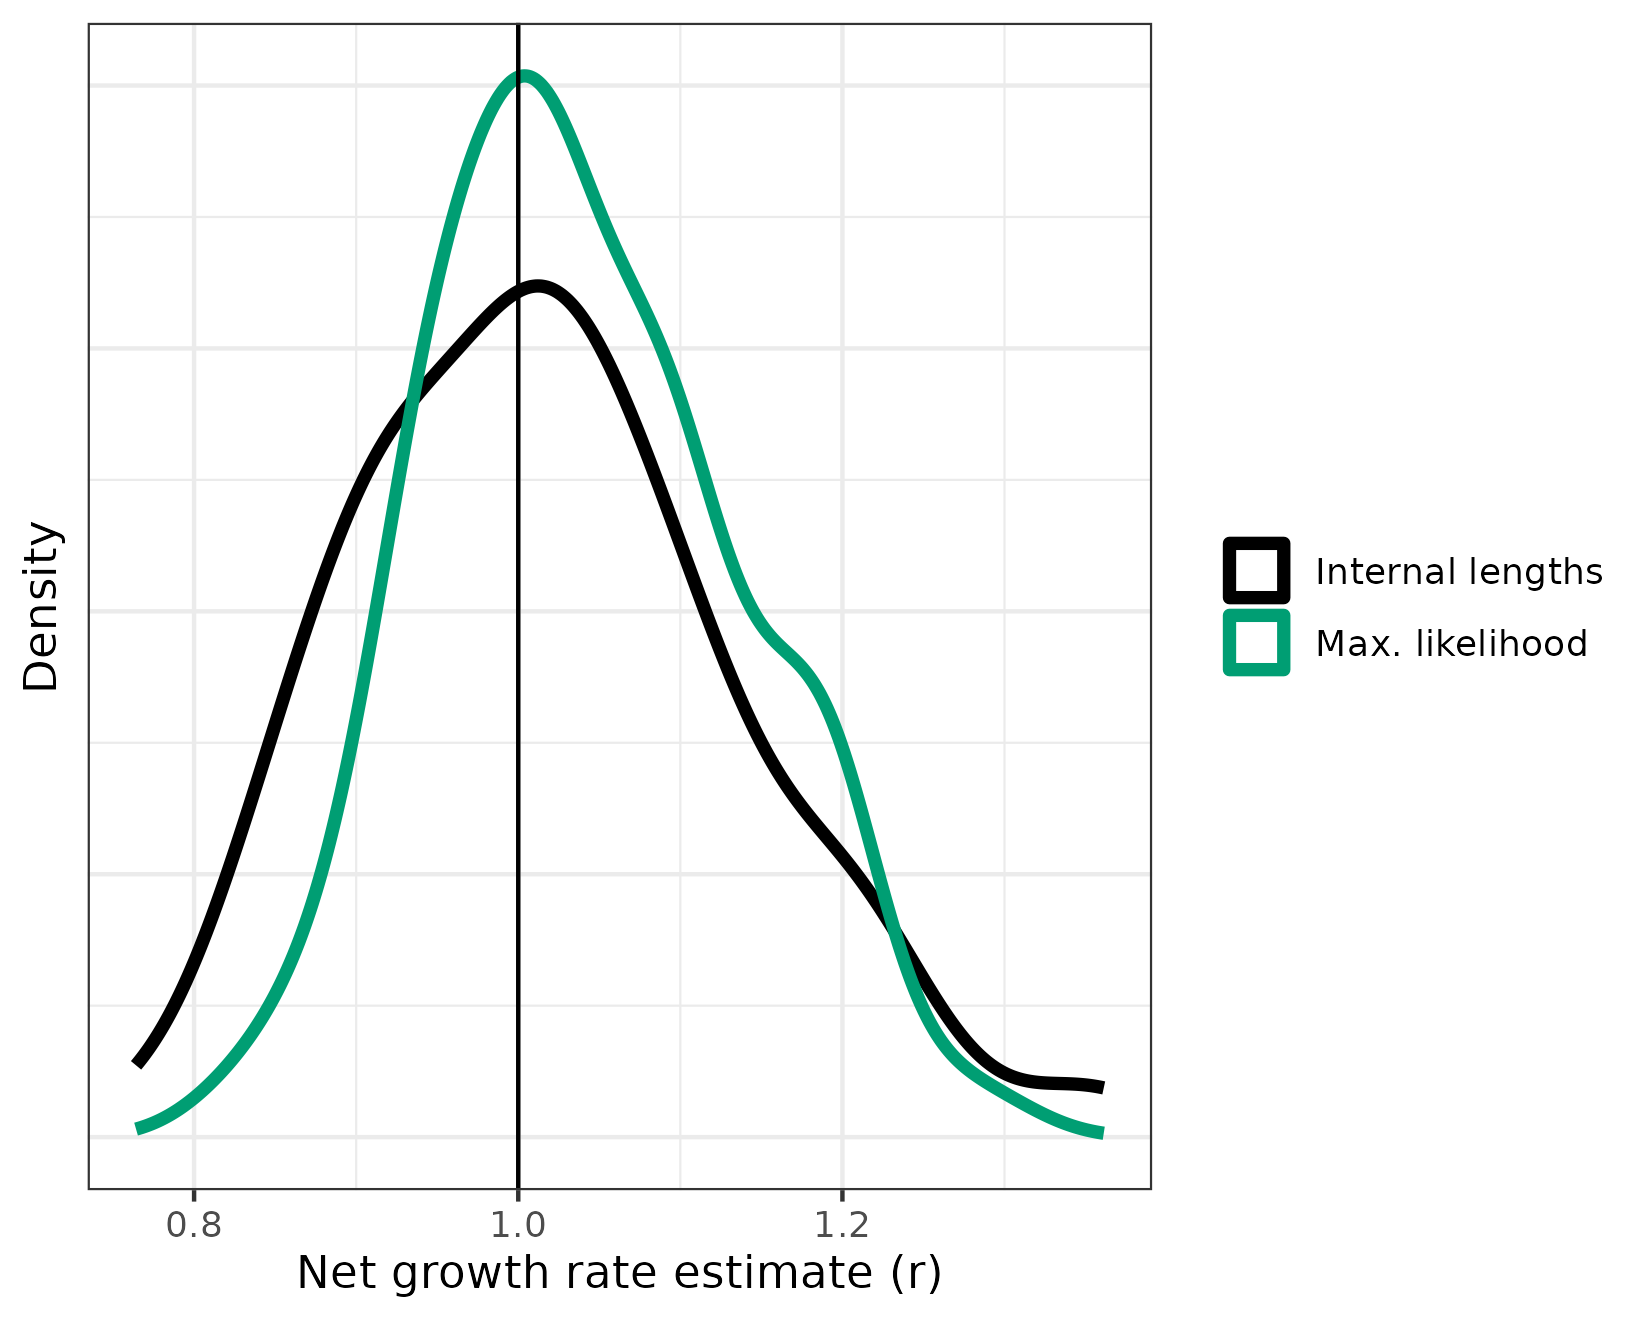 Density
Internal lengths
Max. likelihood
0.8 1.0 1.2
Net growth rate estimate (r)